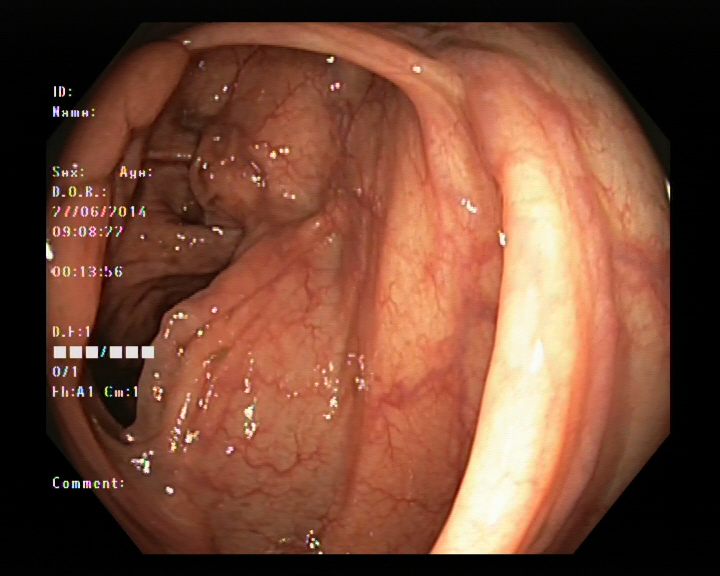 ID:
Name:
Sex: Age:
D.O.B.:
27/06/2014
09:08:22
00:13:56
D.F:1
■■■/■■■
0/1
Eh:A1 Cm:1
Comment: